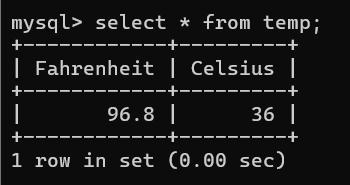 mysql> select * from temp;
+------------+---------+
| Fahrenheit | Celsius |
+------------+---------+
|       96.8 |      36 |
+------------+---------+
1 row in set (0.00 sec)